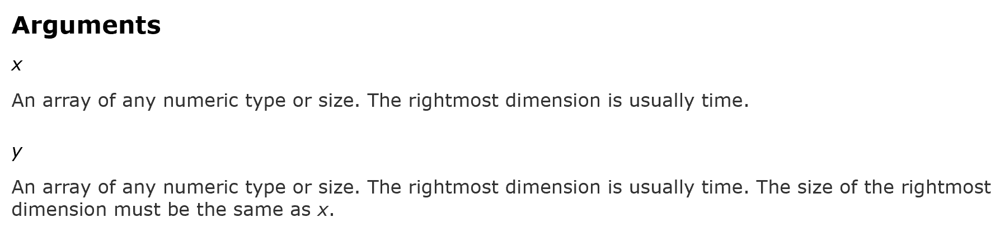 Arguments
x
An array of any numeric type or size. The rightmost dimension is usually time.
y
An array of any numeric type or size. The rightmost dimension is usually time. The size of the rightmost
dimension must be the same as x.